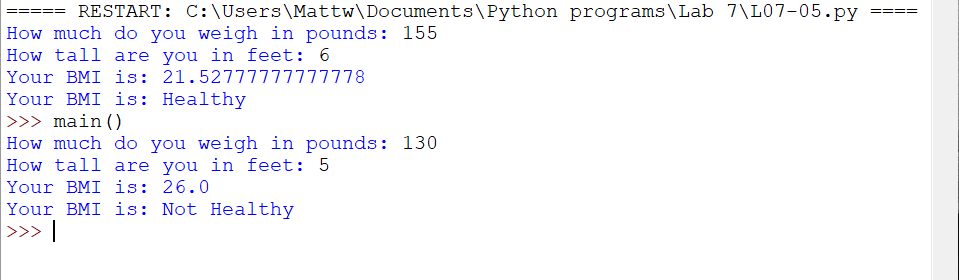 ===== RESTART: C:\Users\Mattw\Documents\Python programs\Lab 7\L07-05.py ====
How much do you weigh in pounds: 155
How tall are you in feet: 6
Your BMI is: 21.52777777777778
Your BMI is: Healthy
>>> main()
How much do you weigh in pounds: 130
How tall are you in feet: 5
Your BMI is: 26.0
Your BMI is: Not Healthy
>>>